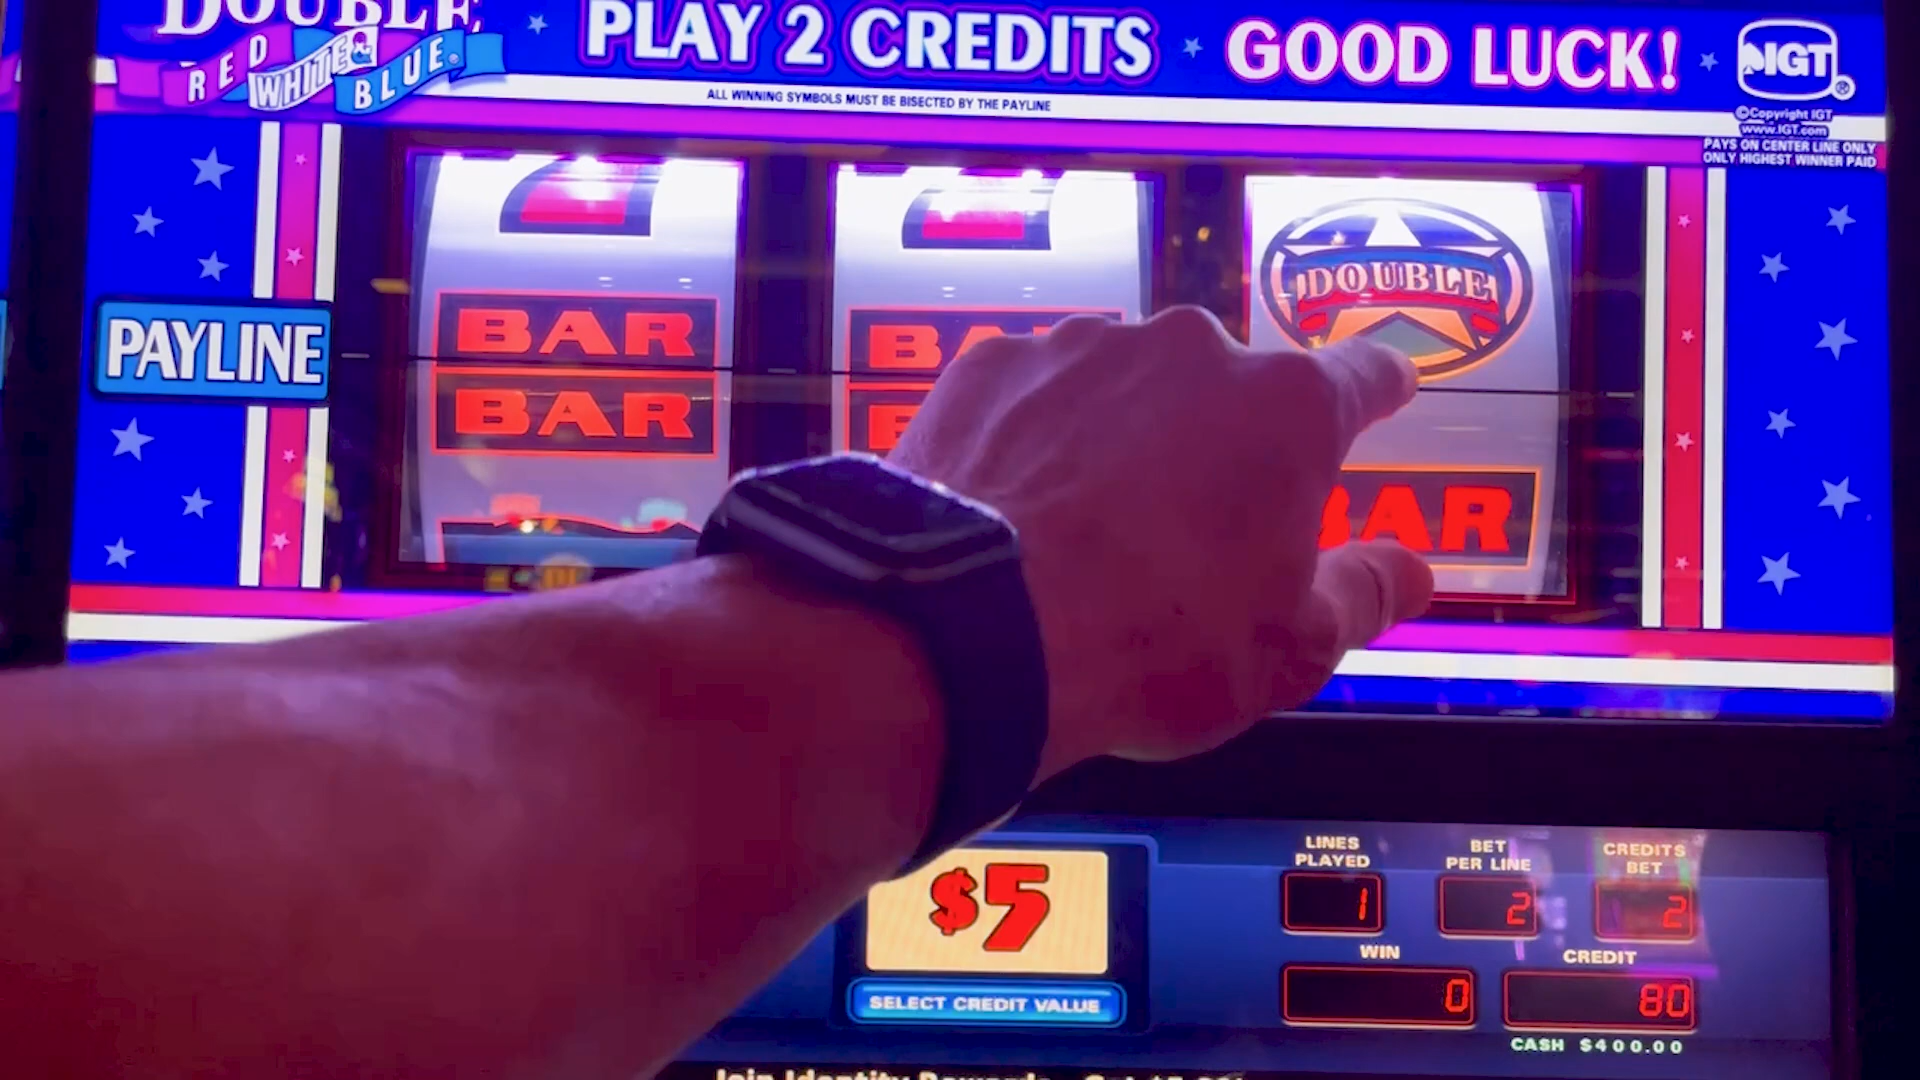 DOUBLE
RED
WHITE &
BLUE®
PLAY 2 CREDITS
GOOD LUCK!
IGT®
ALL WINNING SYMBOLS MUST BE BISECTED BY THE PAYLINE
©Copyright IGT
www.IGT.com
PAYS ON CENTER LINE ONLY
ONLY HIGHEST WINNER PAID
DOUBLE
PAYLINE
BAR
BAR
BAR
$5
SELECT CREDIT VALUE
LINES PLAYED
1
BET PER LINE
2
CREDITS BET
2
WIN
0
CREDIT
80
CASH $400.00